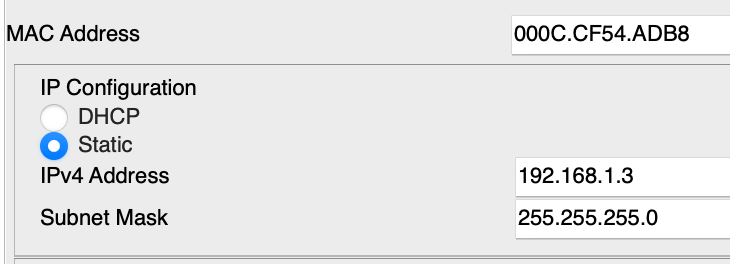 MAC Address 000C.CF54.ADB8
IP Configuration
DHCP
Static
IPv4 Address 192.168.1.3
Subnet Mask 255.255.255.0